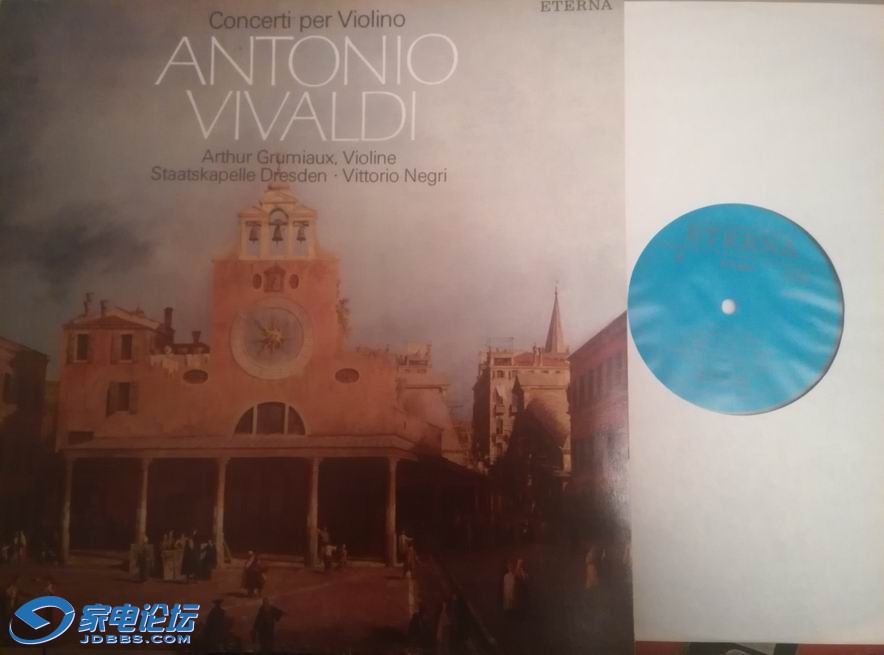 ETERNA
Concerti per Violino
ANTONIO
VIVALDI
Arthur Grumiaux, Violine
Staatskapelle Dresden · Vittorio Negri
ETERNA
家电论坛
JDBBS.COM